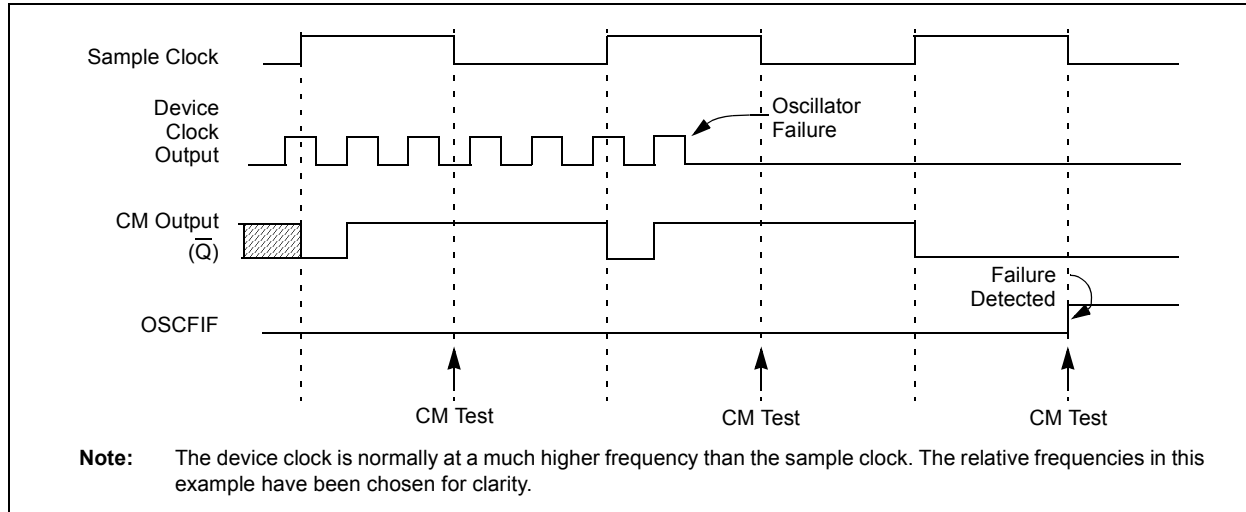 Sample Clock
Device
Clock
Output
Oscillator
Failure
CM Output
(Q̅)
Failure
Detected
OSCFIF
CM Test
CM Test
CM Test
Note: The device clock is normally at a much higher frequency than the sample clock. The relative frequencies in this
example have been chosen for clarity.